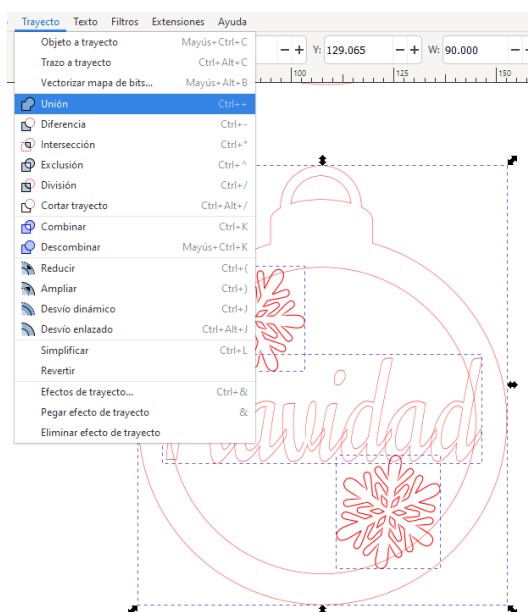 Trayecto Texto Filtros Extensiones Ayuda
Objeto a trayecto Mayús+Ctrl+C
Trazo a trayecto Ctrl+Alt+C
Vectorizar mapa de bits... Mayús+Alt+B
Unión Ctrl++
Diferencia Ctrl+-
Intersección Ctrl+*
Exclusión Ctrl+^
División Ctrl+/
Cortar trayecto Ctrl+Alt+/
Combinar Ctrl+K
Descombinar Mayús+Ctrl+K
Reducir Ctrl+(
Ampliar Ctrl+)
Desvío dinámico Ctrl+J
Desvío enlazado Ctrl+Alt+J
Simplificar Ctrl+L
Revertir
Efectos de trayecto... Ctrl+&
Pegar efecto de trayecto &
Eliminar efecto de trayecto
Y: 129.065 W: 90.000
100 125 150
Navidad